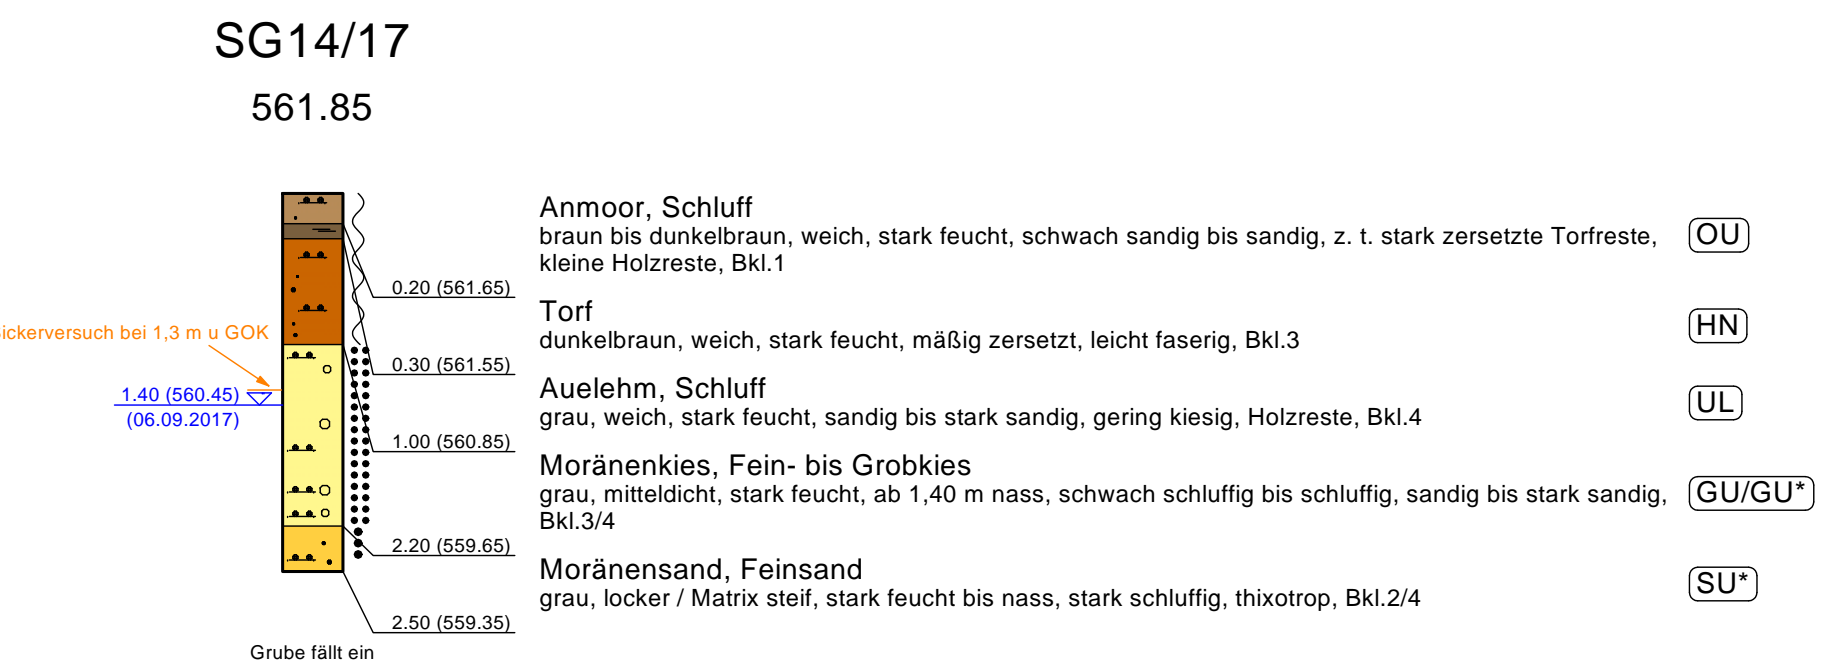 SG14/17
561.85
Anmoor, Schluff
braun bis dunkelbraun, weich, stark feucht, schwach sandig bis sandig, z. t. stark zersetzte Torfreste,
kleine Holzreste, Bkl.1
OU
0.20 (561.65)
Torf
dunkelbraun, weich, stark feucht, mäßig zersetzt, leicht faserig, Bkl.3
HN
ickerversuch bei 1,3 m u GOK
0.30 (561.55)
Auelehm, Schluff
grau, weich, stark feucht, sandig bis stark sandig, gering kiesig, Holzreste, Bkl.4
UL
1.40 (560.45)
(06.09.2017)
1.00 (560.85)
Moränenkies, Fein- bis Grobkies
grau, mitteldicht, stark feucht, ab 1,40 m nass, schwach schluffig bis schluffig, sandig bis stark sandig,
Bkl.3/4
GU/GU*
2.20 (559.65)
Moränensand, Feinsand
grau, locker / Matrix steif, stark feucht bis nass, stark schluffig, thixotrop, Bkl.2/4
SU*
2.50 (559.35)
Grube fällt ein